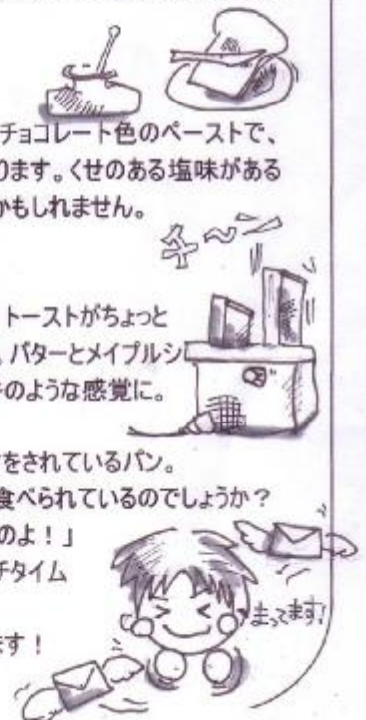 チョコレート色のペーストで、
ります。くせのある塩味がある
かもしれません。
チ～ン
トーストがちょっと
、バターとメイプルシ
キのような感覚に。
をされているパン。
食べられているのでしょうか？
のよ！」
チタイム
まってます!
ます！